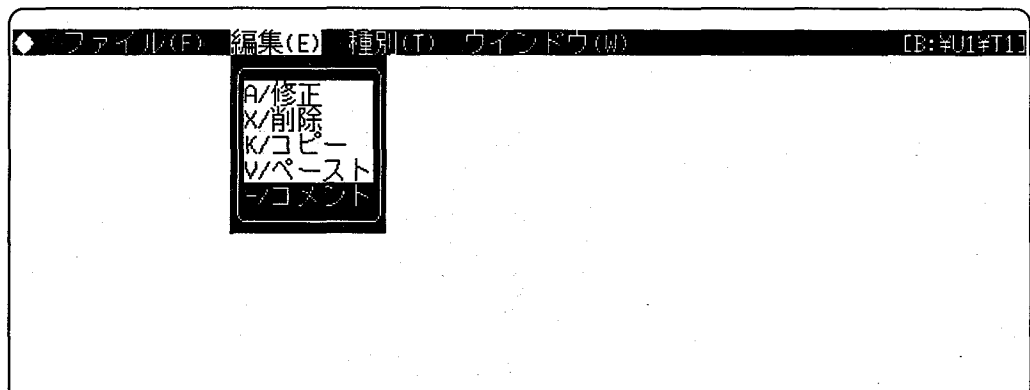 ファイル(F) 編集(E) 種別(T) ウインドウ(W) [B:¥U1¥T1]
A/修正
X/削除
K/コピー
V/ペースト
-/コメント